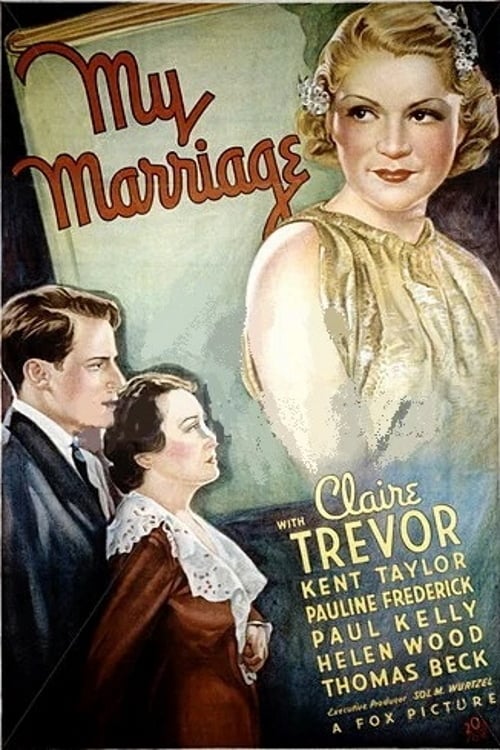 My
Marriage
WITH Claire
TREVOR
KENT TAYLOR
PAULINE FREDERICK
PAUL KELLY
HELEN WOOD
THOMAS BECK
Executive Producer SOL M. WURTZEL
A FOX PICTURE
20